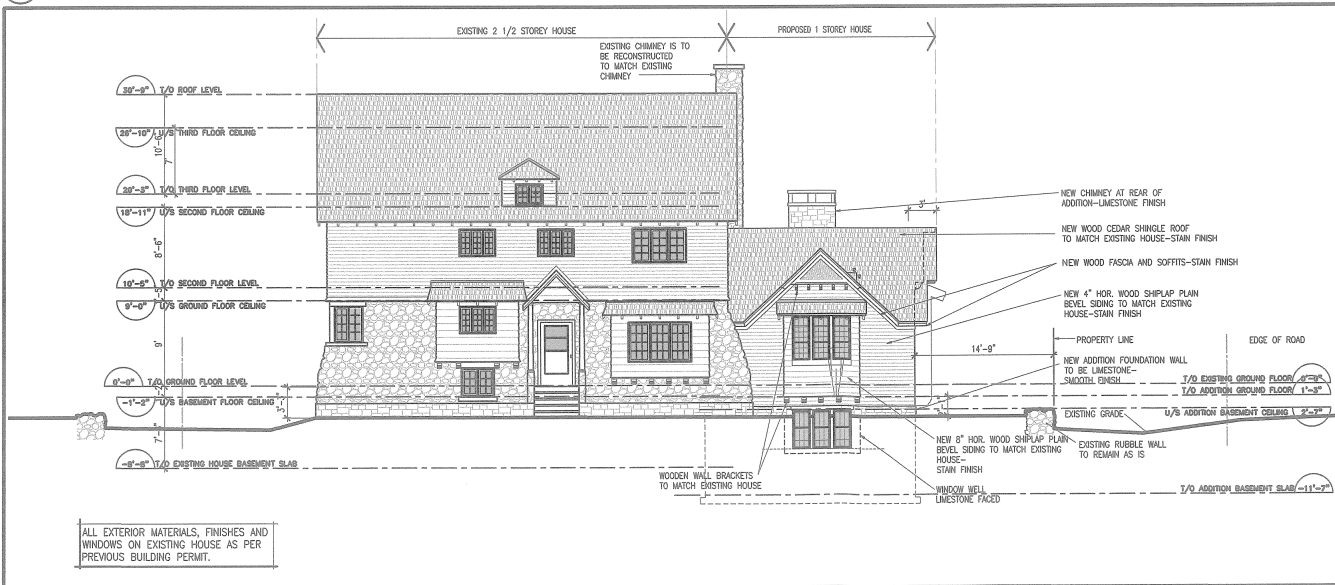 EXISTING 2 1/2 STOREY HOUSE
PROPOSED 1 STOREY HOUSE
EXISTING CHIMNEY IS TO
BE RECONSTRUCTED
TO MATCH EXISTING
CHIMNEY
30'-9" T/O ROOF LEVEL
U/S THIRD FLOOR CEILING
10'-6"
7'
T/O THIRD FLOOR LEVEL
18'-11" U/S SECOND FLOOR CEILING
8'-6"
T/O SECOND FLOOR LEVEL
9'-0" U/S GROUND FLOOR CEILING
9'
0'-0" T/O GROUND FLOOR LEVEL
-1'-2" U/S BASEMENT FLOOR CEILING
3'
T/O EXISTING HOUSE BASEMENT SLAB
3'
NEW CHIMNEY AT REAR OF
ADDITION-LIMESTONE FINISH
NEW WOOD CEDAR SHINGLE ROOF
TO MATCH EXISTING HOUSE-STAIN FINISH
NEW WOOD FASCIA AND SOFFITS-STAIN FINISH
NEW 4" HOR. WOOD SHIPLAP PLAIN
BEVEL SIDING TO MATCH EXISTING
HOUSE-STAIN FINISH
PROPERTY LINE
EDGE OF ROAD
14'-9"
NEW ADDITION FOUNDATION WALL
TO BE LIMESTONE-
SMOOTH FINISH
T/O EXISTING GROUND FLOOR 0'-0"
T/O ADDITION GROUND FLOOR 1'-3"
EXISTING GRADE
U/S ADDITION BASEMENT CEILING 2'-7"
NEW 8" HOR. WOOD SHIPLAP PLAIN
BEVEL SIDING TO MATCH EXISTING
HOUSE-
STAIN FINISH
EXISTING RUBBLE WALL
TO REMAIN AS IS
WOODEN WALL BRACKETS
TO MATCH EXISTING HOUSE
WINDOW WELL
LIMESTONE FACED
T/O ADDITION BASEMENT SLAB -11'-7"
ALL EXTERIOR MATERIALS, FINISHES AND
WINDOWS ON EXISTING HOUSE AS PER
PREVIOUS BUILDING PERMIT.